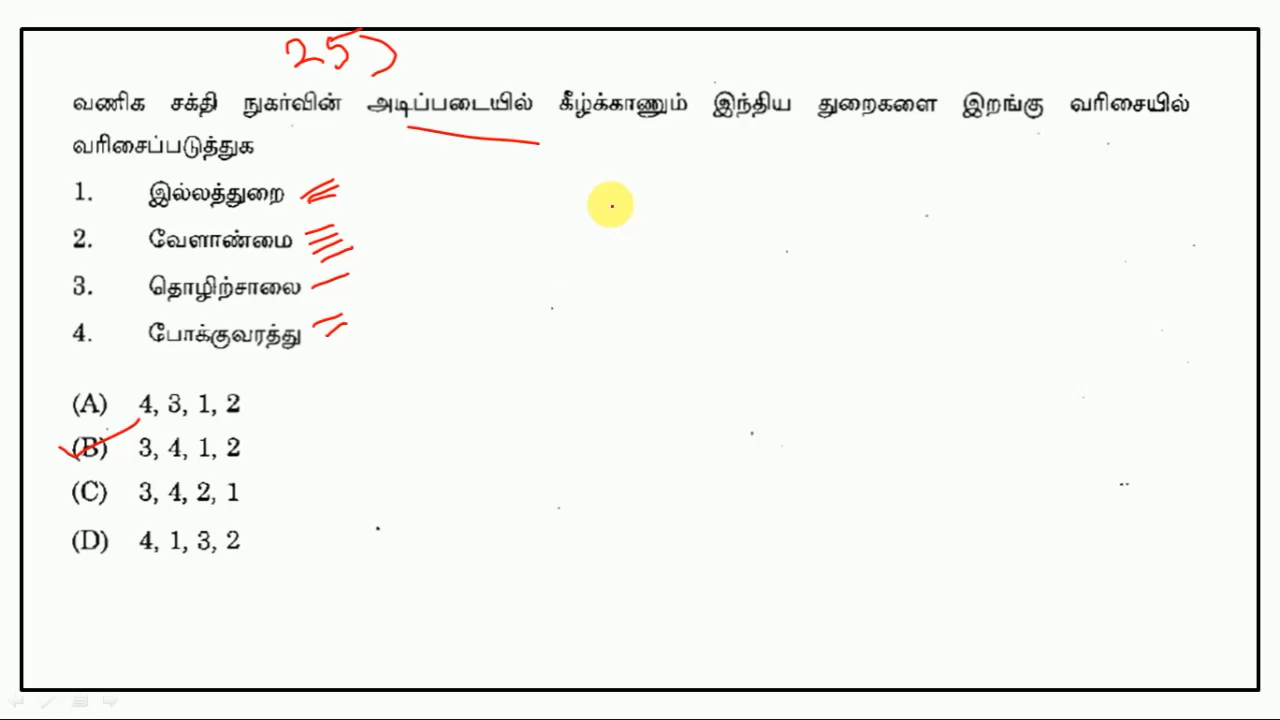 25)
வணிக சக்தி நுகர்வின் அடிப்படையில் கீழ்க்காணும் இந்திய துறைகளை இறங்கு வரிசையில்
வரிசைப்படுத்துக
1. இல்லத்துறை
2. வேளாண்மை
3. தொழிற்சாலை
4. போக்குவரத்து
(A) 4, 3, 1, 2
(B) 3, 4, 1, 2
(C) 3, 4, 2, 1
(D) 4, 1, 3, 2